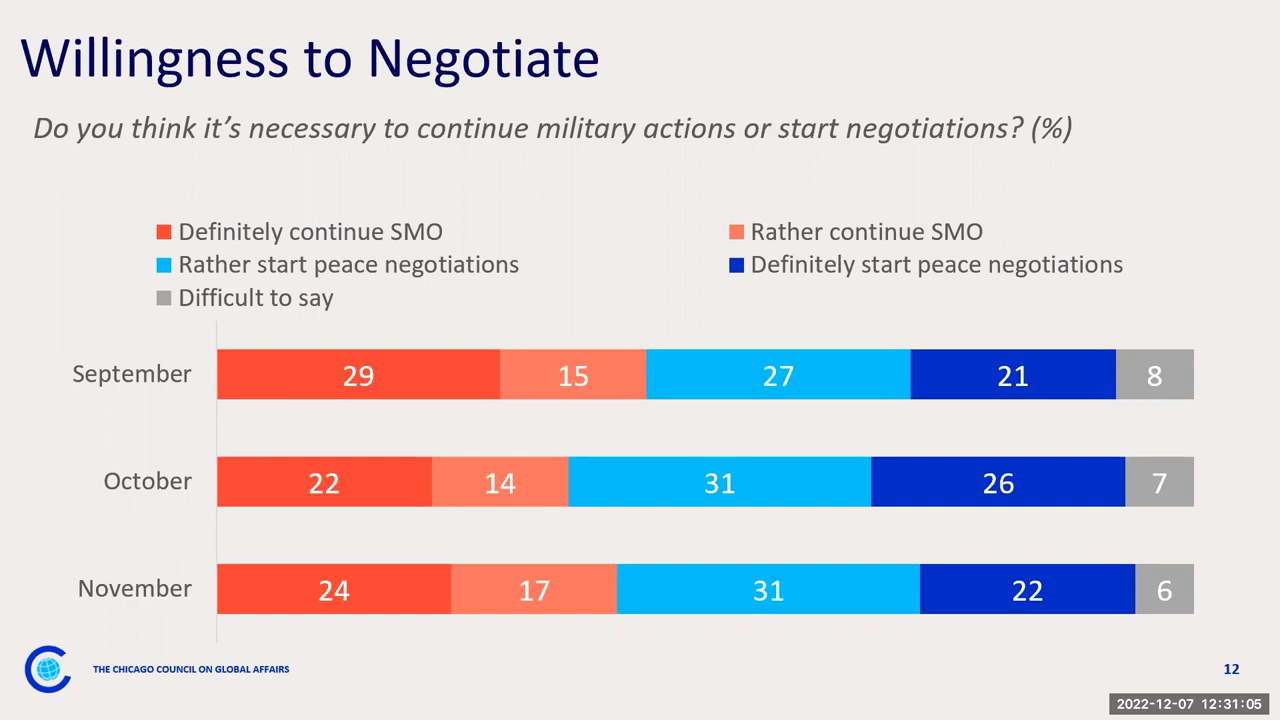 Willingness to Negotiate
Do you think it's necessary to continue military actions or start negotiations? (%)
Definitely continue SMO
Rather continue SMO
Rather start peace negotiations
Definitely start peace negotiations
Difficult to say
September 29 15 27 21 8
October 22 14 31 26 7
November 24 17 31 22 6
THE CHICAGO COUNCIL ON GLOBAL AFFAIRS
12
2022-12-07 12:31:05